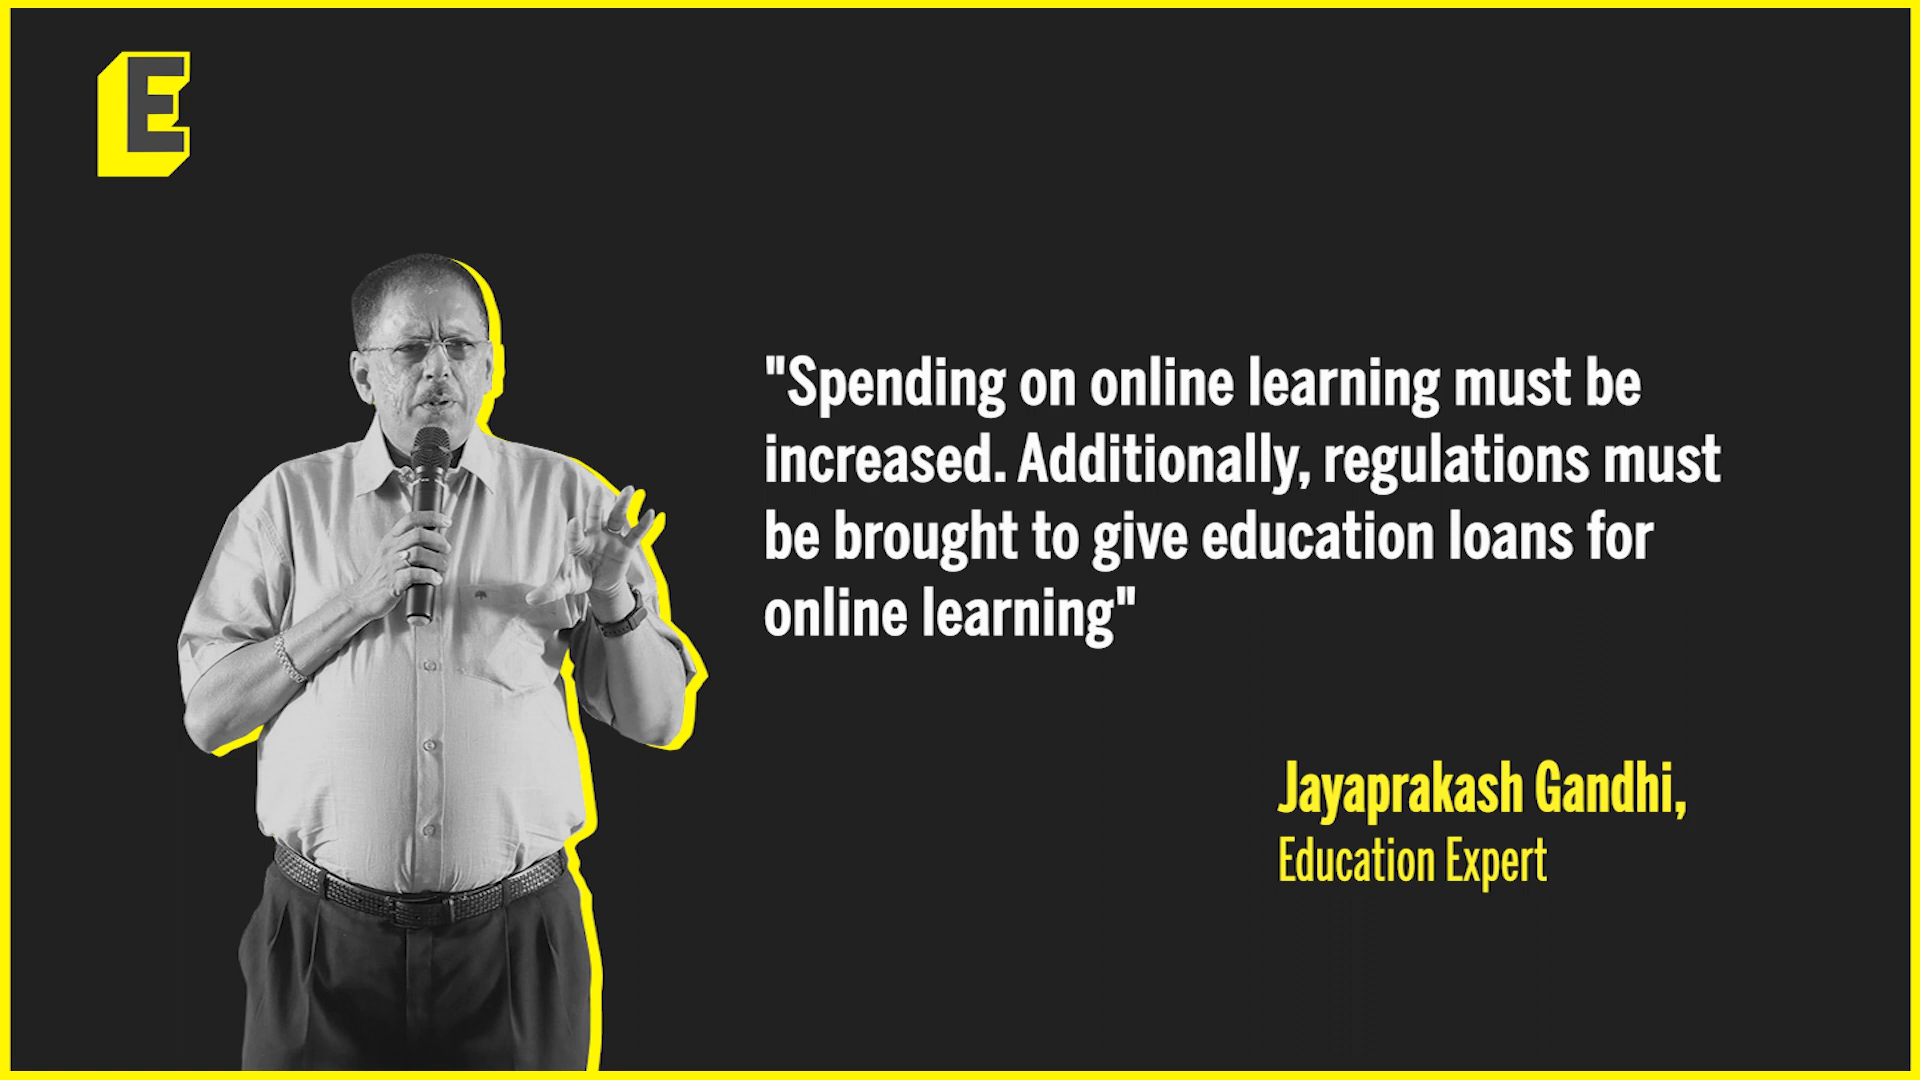 E
"Spending on online learning must be
increased. Additionally, regulations must
be brought to give education loans for
online learning"
Jayaprakash Gandhi,
Education Expert